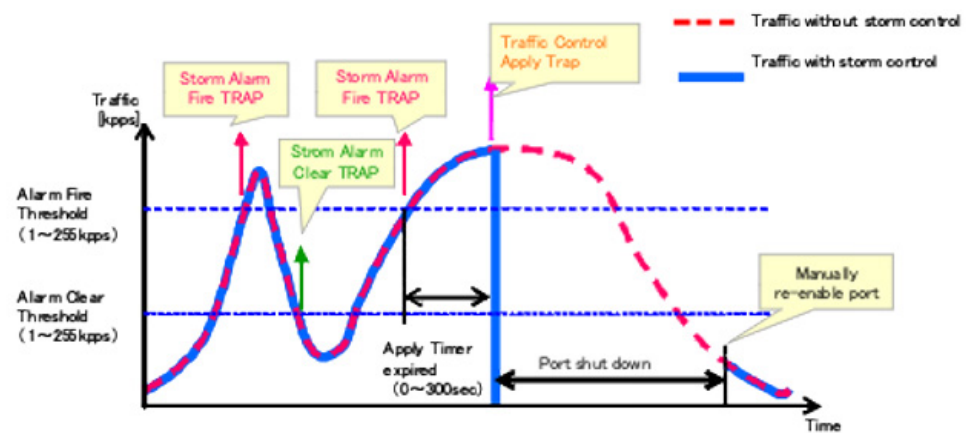 Traffic without storm control
Traffic with storm control
Traffic Control
Apply Trap
Storm Alarm
Fire TRAP
Storm Alarm
Fire TRAP
Strom Alarm
Clear TRAP
Traffic
[kpps]
Alarm Fire
Threshold
(1～255kpps)
Alarm Clear
Threshold
(1～255kpps)
Manually
re-enable port
Apply Timer
expired
(0～300sec)
Port shut down
Time